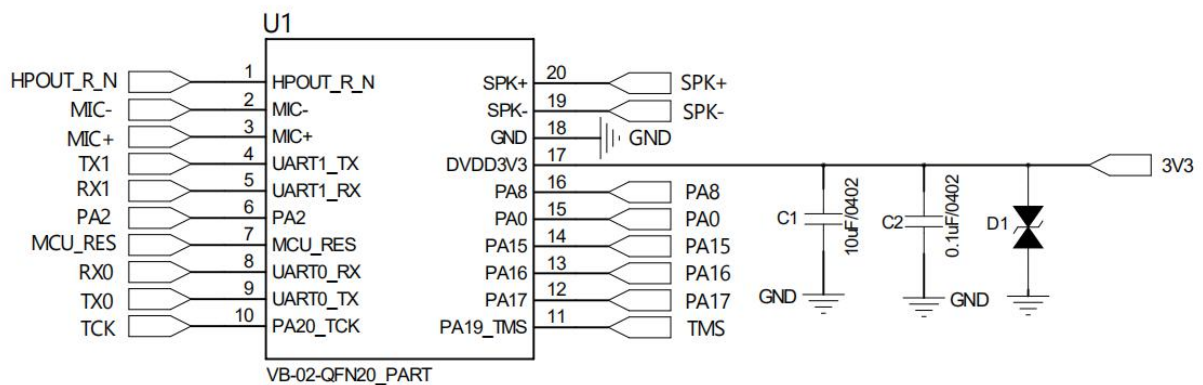 U1
HPOUT_R_N 1 HPOUT_R_N SPK+ 20 SPK+
MIC- 2 MIC- SPK- 19 SPK-
MIC+ 3 MIC+ GND 18 GND
TX1 4 UART1_TX DVDD3V3 17 3V3
RX1 5 UART1_RX PA8 16 PA8
PA2 6 PA2 PA0 15 PA0
MCU_RES 7 MCU_RES PA15 14 PA15
RX0 8 UART0_RX PA16 13 PA16
TX0 9 UART0_TX PA17 12 PA17
TCK 10 PA20_TCK PA19_TMS 11 TMS
VB-02-QFN20_PART
C1 10uF/0402
C2 0.1uF/0402
D1
GND
GND